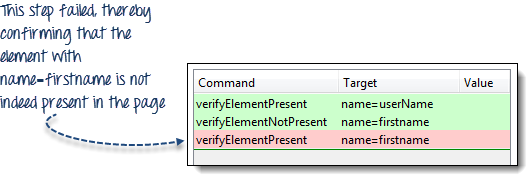 This step failed, thereby
confirming that the
element with
name=firstname is not
indeed present in the page
Command Target Value
verifyElementPresent name=userName
verifyElementNotPresent name=firstname
verifyElementPresent name=firstname